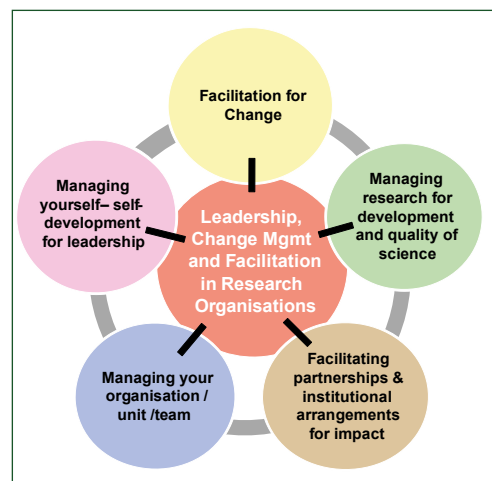 Facilitation for
Change
Managing
yourself– self-
development
for leadership
Leadership,
Change Mgmt
and Facilitation
in Research
Organisations
Managing
research for
development
and quality of
science
Managing your
organisation /
unit /team
Facilitating
partnerships &
institutional
arrangements
for impact